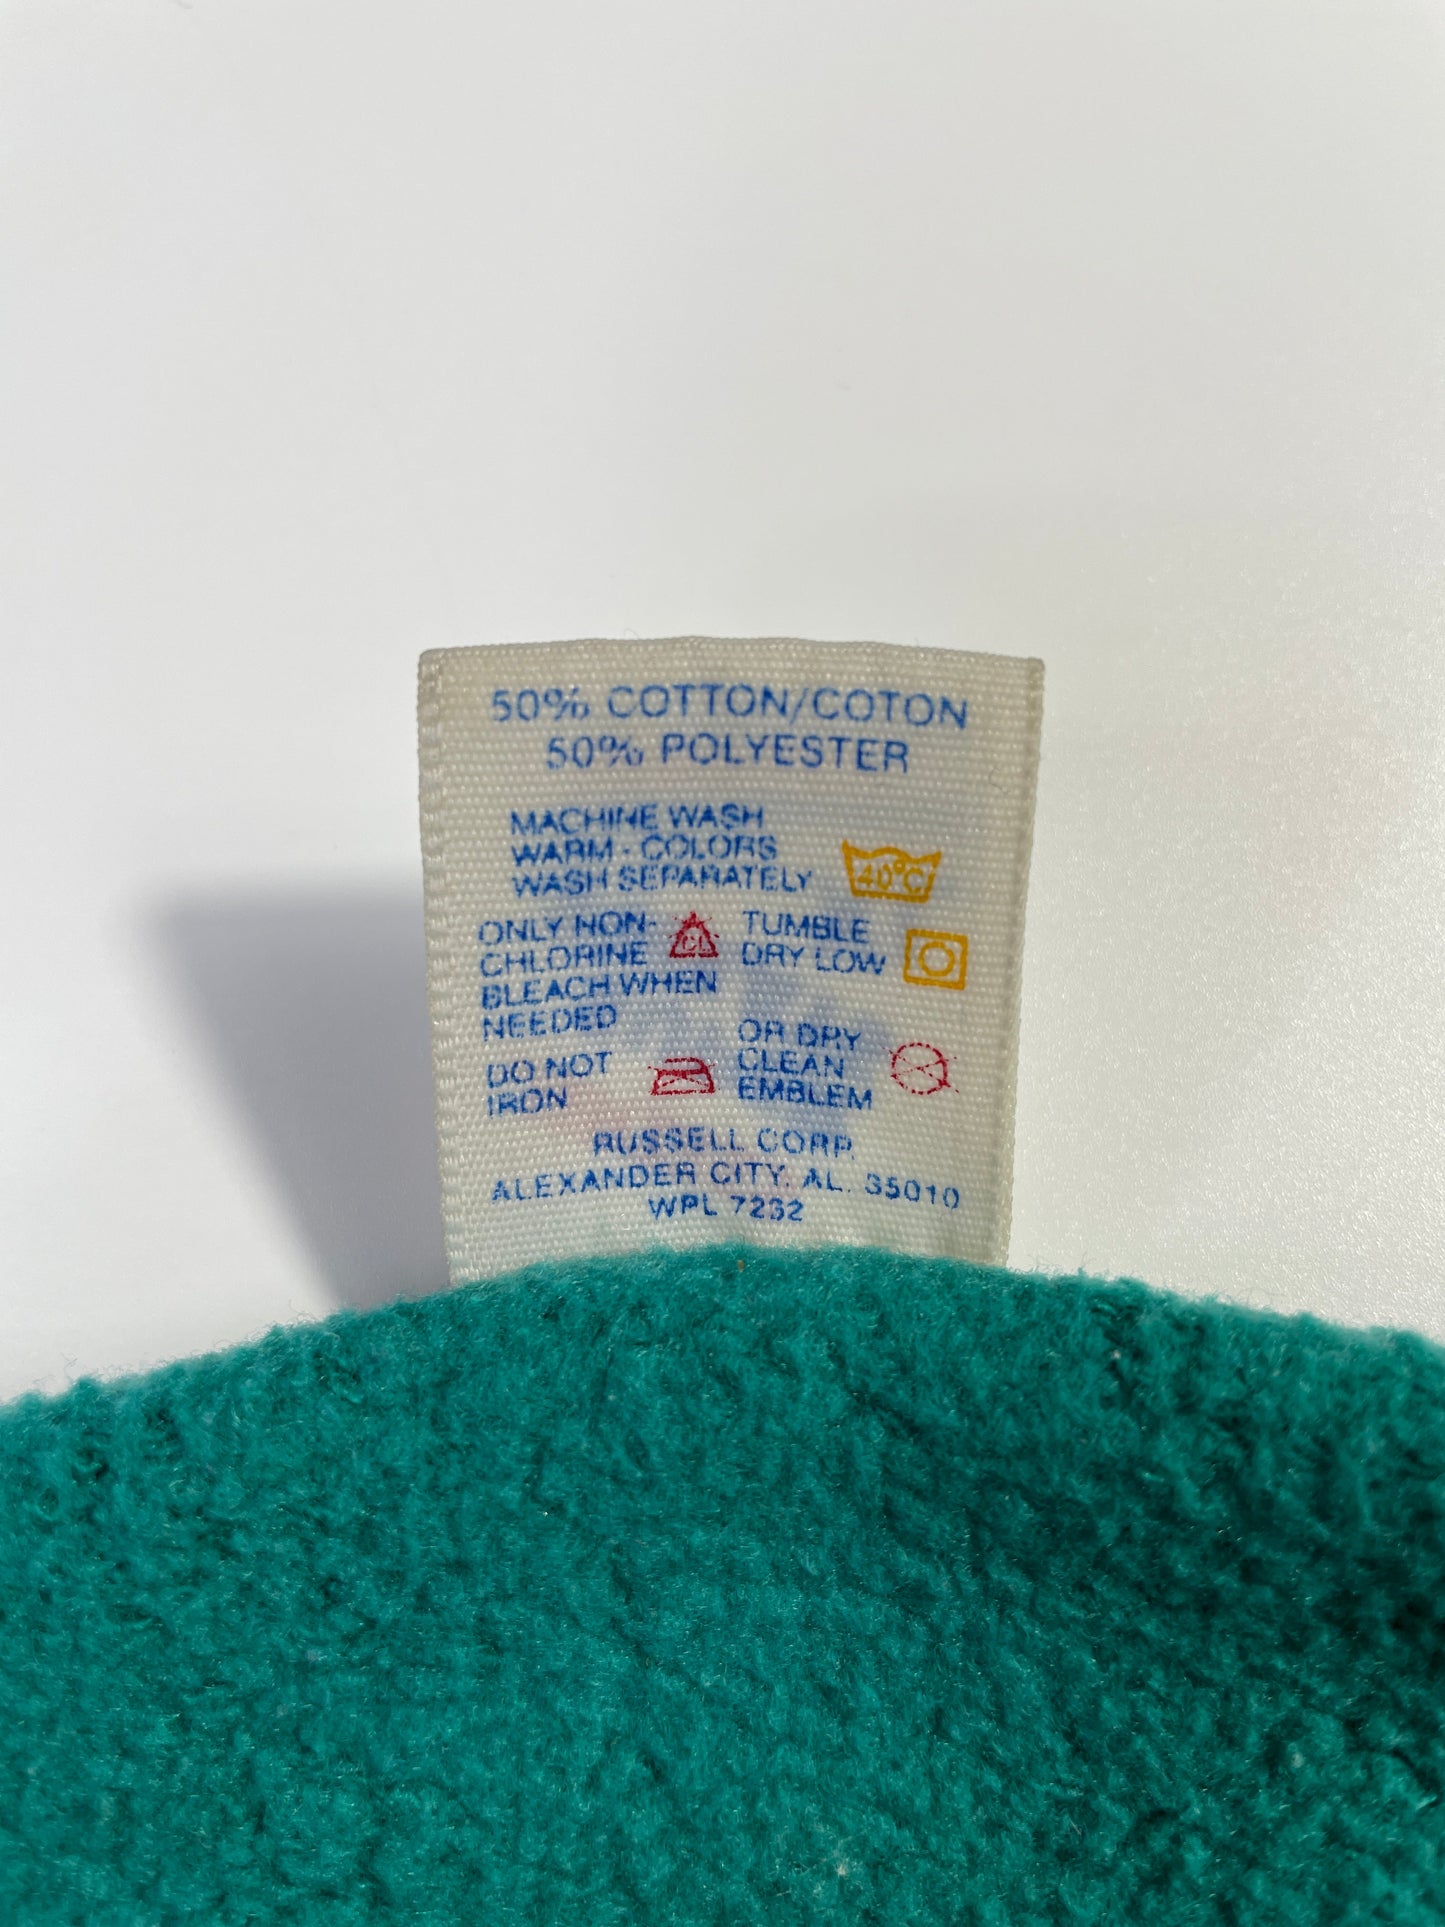 50% COTTON/COTON
50% POLYESTER
MACHINE WASH
WARM - COLORS
WASH SEPARATELY
40°C
ONLY NON-
CHLORINE
BLEACH WHEN
NEEDED
CL
TUMBLE
DRY LOW
DO NOT
IRON
OR DRY
CLEAN
EMBLEM
RUSSELL CORP.
ALEXANDER CITY, AL. 35010
WPL 7232